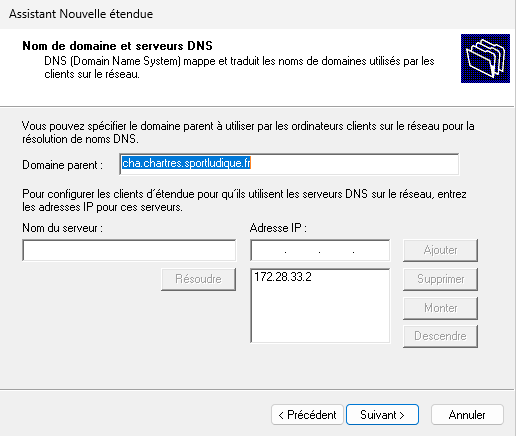 Assistant Nouvelle étendue
Nom de domaine et serveurs DNS
DNS (Domain Name System) mappe et traduit les noms de domaines utilisés par les
clients sur le réseau.
Vous pouvez spécifier le domaine parent à utiliser par les ordinateurs clients sur le réseau pour la
résolution de noms DNS.
Domaine parent :
cha.chartres.sportludique.fr
Pour configurer les clients d'étendue pour qu'ils utilisent les serveurs DNS sur le réseau, entrez
les adresses IP pour ces serveurs.
Nom du serveur :
Adresse IP :
. . .
Ajouter
Résoudre
172.28.33.2
Supprimer
Monter
Descendre
< Précédent
Suivant >
Annuler